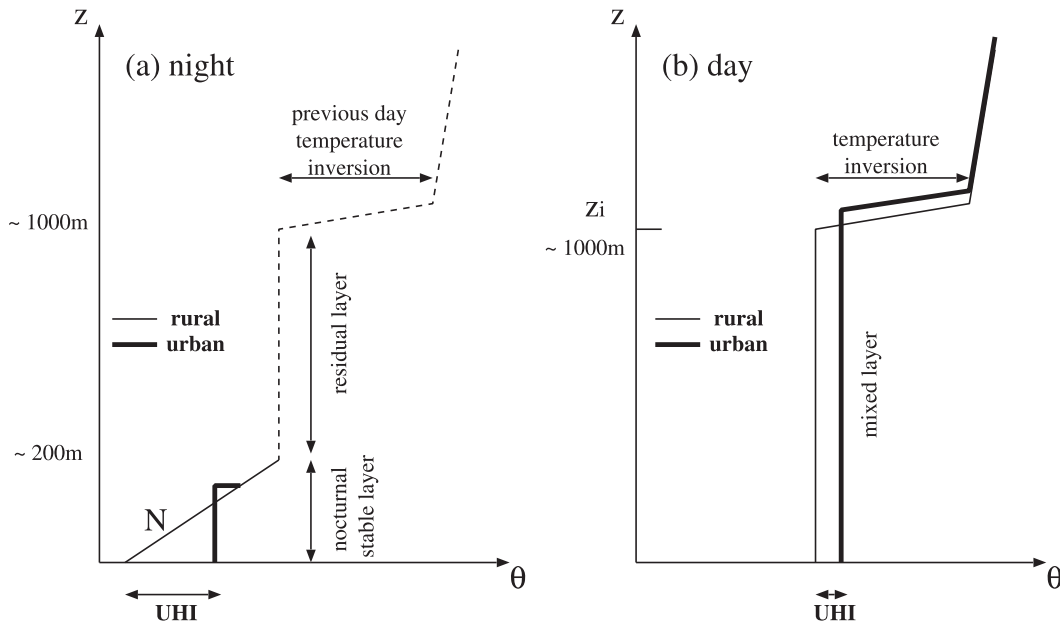 z
(a) night
previous day
temperature
inversion
~ 1000m
residual layer
rural
urban
~ 200m
nocturnal
stable layer
N
θ
UHI
z
(b) day
temperature
inversion
zi
~ 1000m
rural
urban
mixed layer
θ
UHI